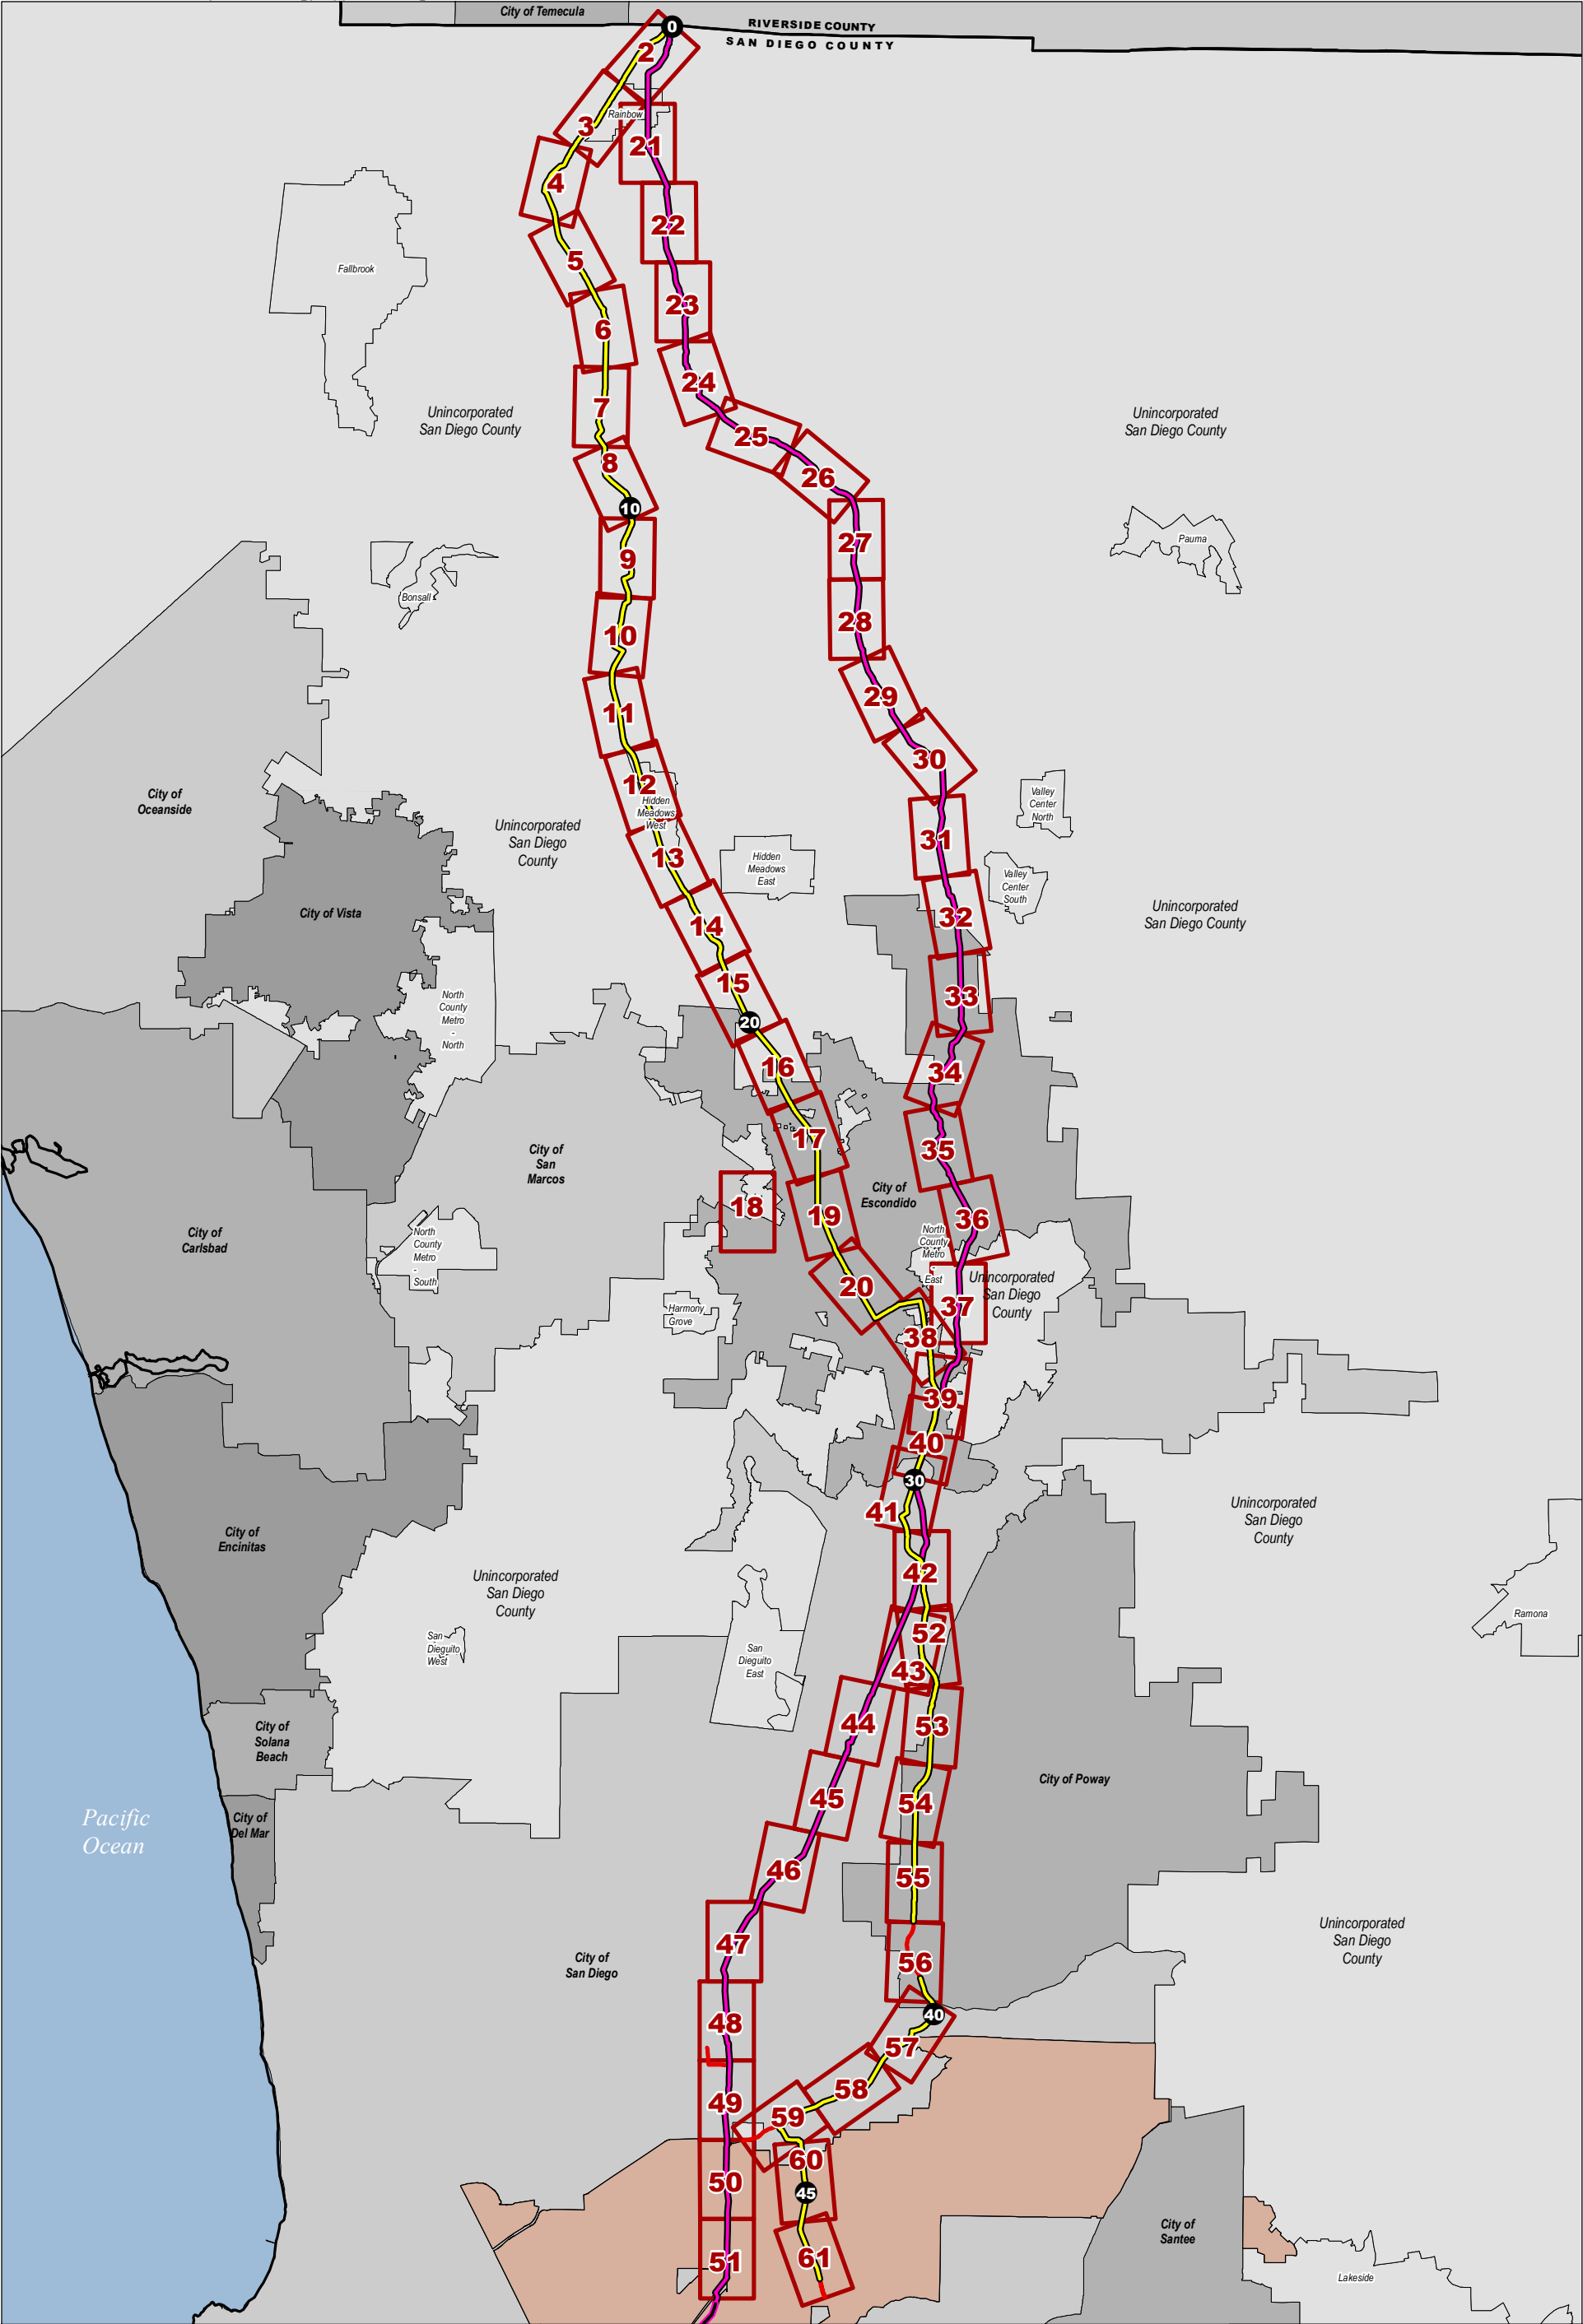 City of Temecula
0
RIVERSIDE COUNTY
SAN DIEGO COUNTY
2
Rainbow
3
21
4
22
Fallbrook
5
23
6
24
7
Unincorporated
San Diego County
Unincorporated
San Diego County
25
8
26
10
Pauma
27
9
Bonsall
28
10
29
11
30
12
Hidden
Meadows
West
City of
Oceanside
Valley
Center
North
Unincorporated
San Diego
County
31
13
Hidden
Meadows
East
Valley
Center
South
City of Vista
14
32
Unincorporated
San Diego County
15
33
North
County
Metro
-
North
20
16
34
17
35
City of
San
Marcos
18
19
City of
Escondido
36
City of
Carlsbad
North
County
Metro
-
South
North
County
Metro
-
East
Unincorporated
San Diego
County
20
37
Harmony
Grove
38
39
40
30
41
Unincorporated
San Diego
County
City of
Encinitas
42
Unincorporated
San Diego
County
Ramona
52
San
Dieguito
West
San
Dieguito
East
43
44
53
City of
Solana
Beach
City of Poway
45
54
Pacific
Ocean
City of
Del Mar
46
55
47
Unincorporated
San Diego
County
City of
San Diego
56
40
48
57
58
49
59
60
50
45
City of
Santee
51
61
Lakeside